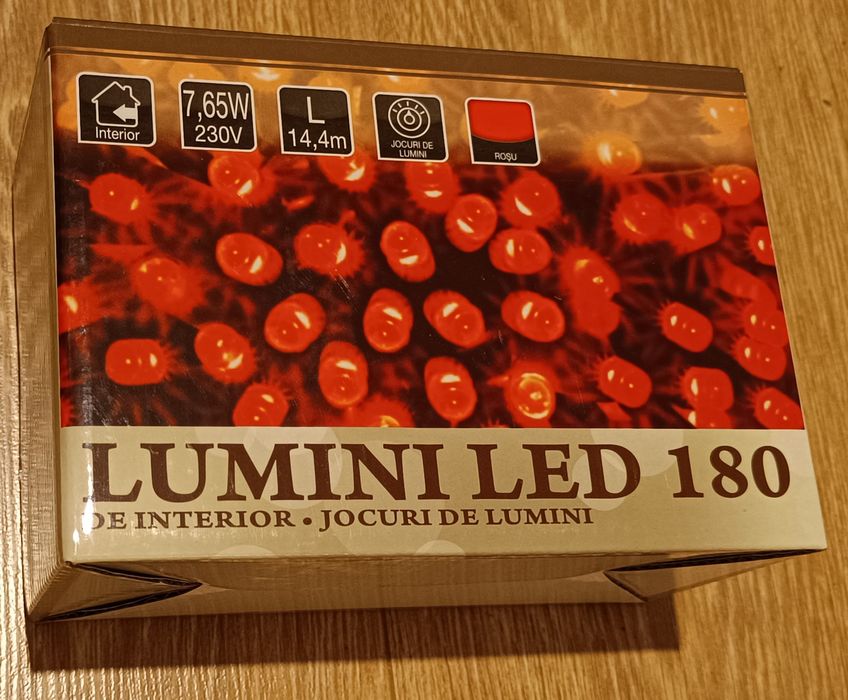 Interior
7,65W
230V
L
14,4m
JOCURI DE
LUMINI
ROȘU
LUMINI LED 180
DE INTERIOR • JOCURI DE LUMINI